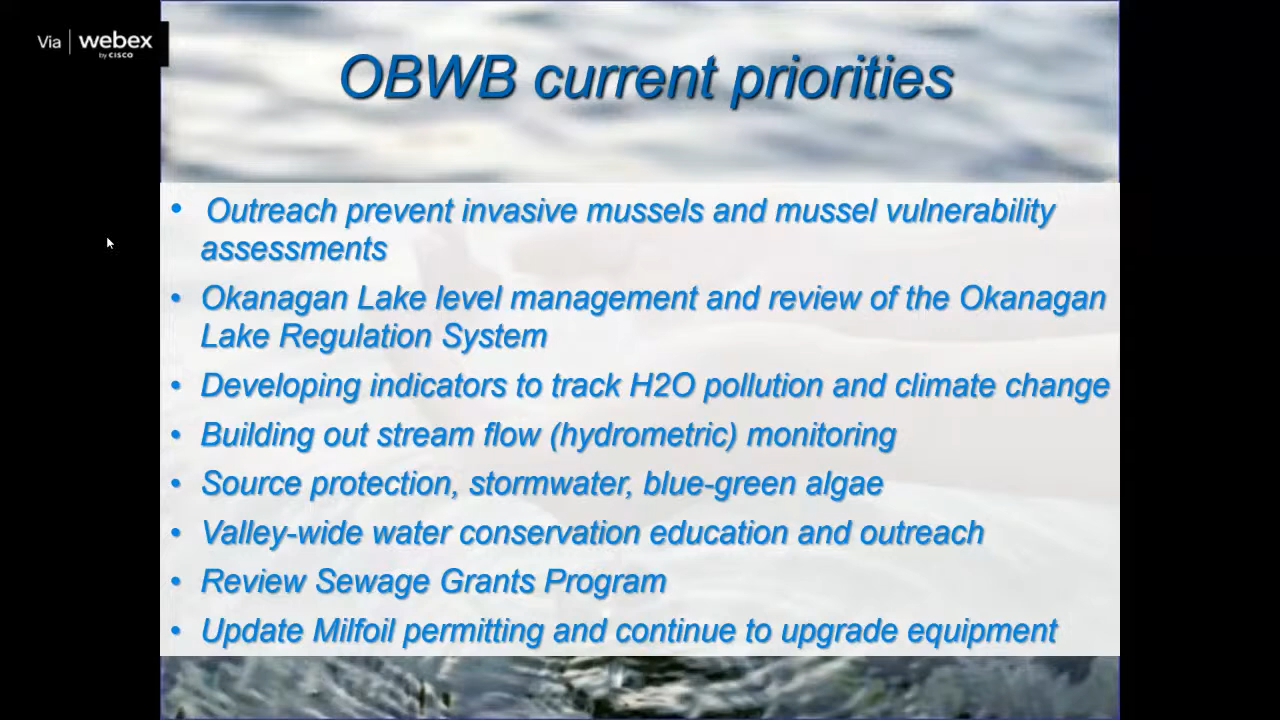 Via | webex
by CISCO
OBWB current priorities
• Outreach prevent invasive mussels and mussel vulnerability
assessments
• Okanagan Lake level management and review of the Okanagan
Lake Regulation System
• Developing indicators to track H2O pollution and climate change
• Building out stream flow (hydrometric) monitoring
• Source protection, stormwater, blue-green algae
• Valley-wide water conservation education and outreach
• Review Sewage Grants Program
• Update Milfoil permitting and continue to upgrade equipment